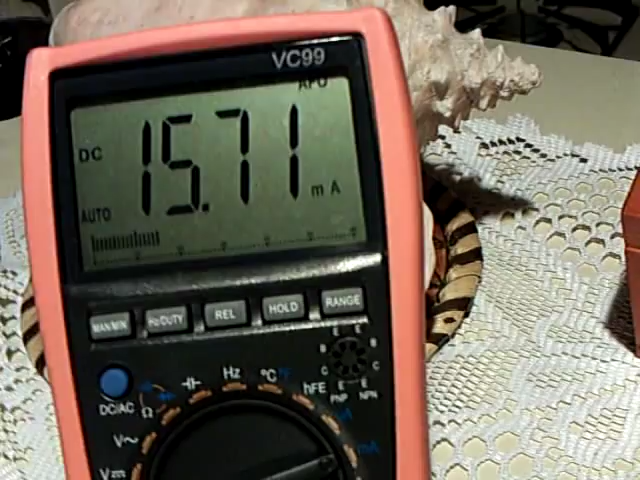 VC99
APO
DC
15.71
mA
AUTO
MAX/MIN
Hz/DUTY
REL
HOLD
RANGE
E E
B B
C C
E E
PNP NPN
DC/AC
Ω
Hz
°C °F
hFE
mA
V~
V